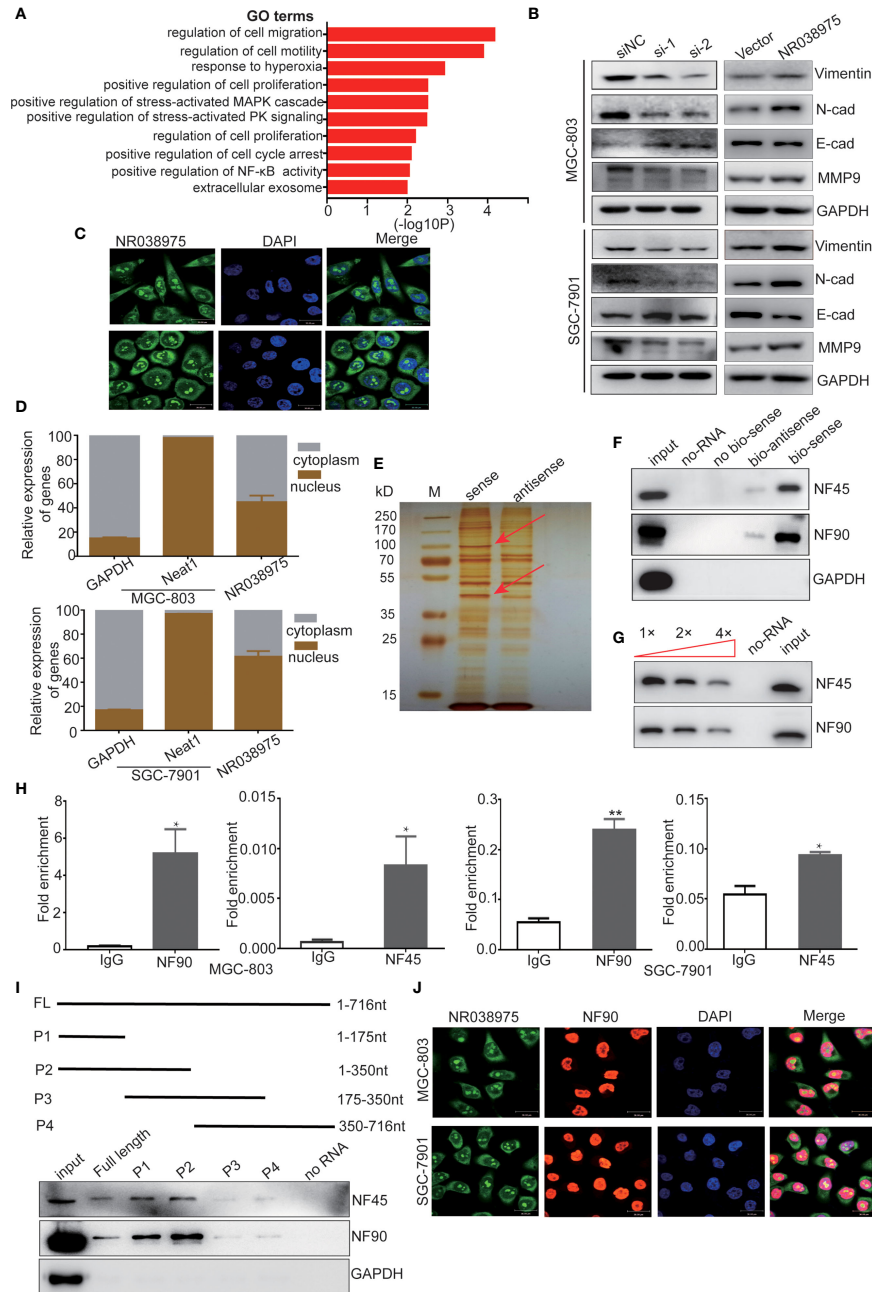 A
GO terms
regulation of cell migration
regulation of cell motility
response to hyperoxia
positive regulation of cell proliferation
positive regulation of stress-activated MAPK cascade
positive regulation of stress-activated PK signaling
regulation of cell proliferation
positive regulation of cell cycle arrest
positive regulation of NF-κB activity
extracellular exosome
0 1 2 3 4
(-log10P)
B
siNC si-1 si-2 Vector NR038975
MGC-803
Vimentin
N-cad
E-cad
MMP9
GAPDH
SGC-7901
Vimentin
N-cad
E-cad
MMP9
GAPDH
C
NR038975 DAPI Merge
D
Relative expression of genes
100
80
60
40
20
0
cytoplasm
nucleus
GAPDH Neat1 NR038975
MGC-803
Relative expression of genes
100
80
60
40
20
0
cytoplasm
nucleus
GAPDH Neat1 NR038975
SGC-7901
E
kD M sense antisense
250
170
100
70
55
35
25
15
F
input no-RNA no bio-sense bio-antisense bio-sense
NF45
NF90
GAPDH
G
1× 2× 4× no-RNA input
NF45
NF90
H
Fold enrichment
8
6
4
2
0
*
IgG NF90
Fold enrichment
0.015
0.010
0.005
0.000
*
IgG NF45
MGC-803
Fold enrichment
0.3
0.2
0.1
0.0
**
IgG NF90
Fold enrichment
0.15
0.10
0.05
0.00
*
IgG NF45
SGC-7901
I
FL 1-716nt
P1 1-175nt
P2 1-350nt
P3 175-350nt
P4 350-716nt
input Full length P1 P2 P3 P4 no RNA
NF45
NF90
GAPDH
J
NR038975 NF90 DAPI Merge
MGC-803
SGC-7901